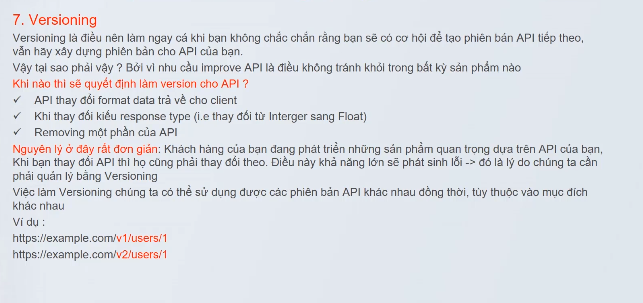 7. Versioning
Versioning là điều nên làm ngay cá khi bạn không chắc chắn rằng bạn sẽ có cơ hội để tạo phiên bản API tiếp theo,
vẫn hãy xây dựng phiên bản cho API của bạn.
Vậy tại sao phải vậy ? Bới vì nhu cầu improve API là điều không tránh khỏi trong bất kỳ sản phẩm nào
Khi nào thì sẽ quyết định làm version cho API ?
✓ API thay đổi format data trả về cho client
✓ Khi thay đổi kiểu response type (i.e thay đổi từ Interger sang Float)
✓ Removing một phần của API
Nguyên lý ở đây rất đơn giản: Khách hàng của bạn đang phát triển những sản phẩm quan trọng dựa trên API của bạn,
Khi bạn thay đổi API thì họ cũng phải thay đổi theo. Điều này khả năng lớn sẽ phát sinh lỗi -> đó là lý do chúng ta cần
phải quản lý bằng Versioning
Việc làm Versioning chúng ta có thể sử dụng được các phiên bản API khác nhau đồng thời, tùy thuộc vào mục đích
khác nhau
Ví dụ :
https://example.com/v1/users/1
https://example.com/v2/users/1